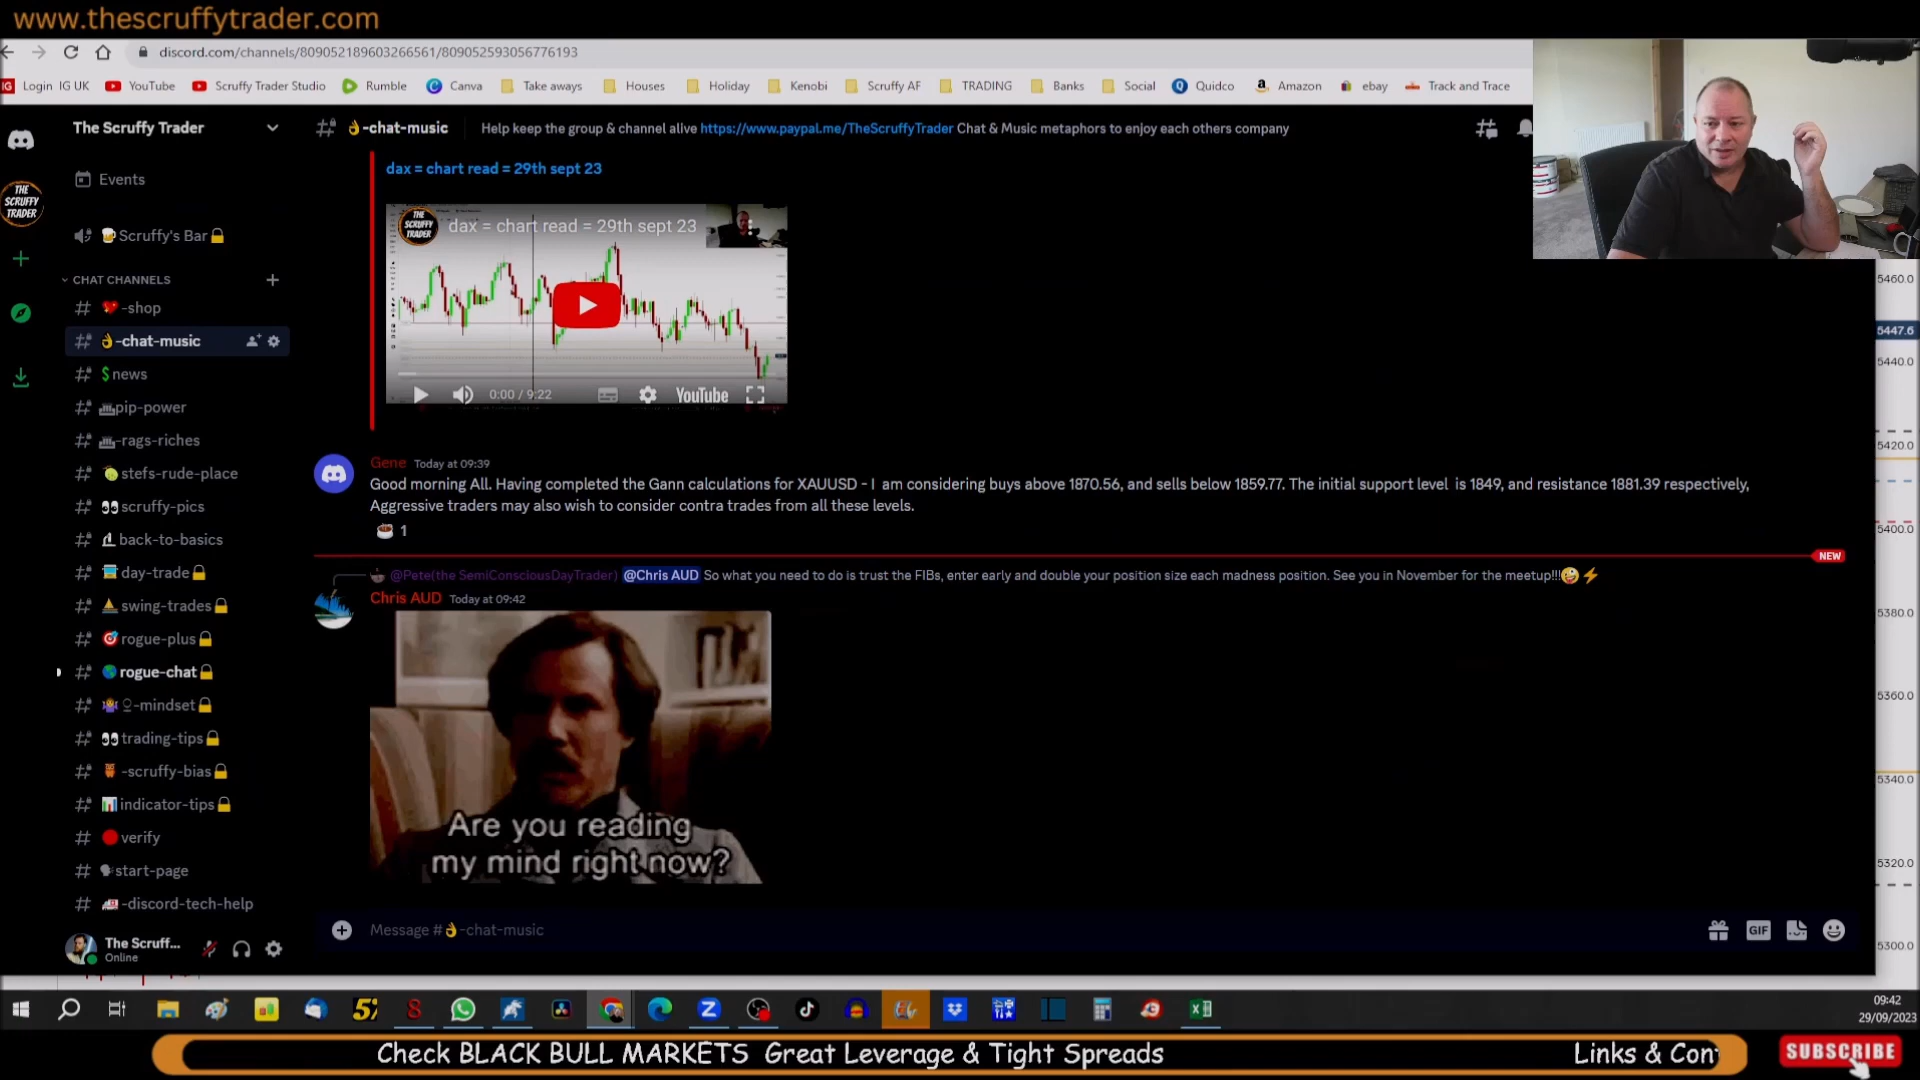 www.thescruffytrader.com
discord.com/channels/809052189603266561/809052593056776193
IG Login IG UK YouTube Scruffy Trader Studio Rumble Canva Take aways Houses Holiday Kenobi Scruffy AF TRADING Banks Social Quidco Amazon ebay Track and Trace
The Scruffy Trader
-chat-music
Help keep the group & channel alive https://www.paypal.me/TheScruffyTrader Chat & Music metaphors to enjoy each others company
Events
Scruffy's Bar
CHAT CHANNELS
-shop
-chat-music
news
pip-power
-rags-riches
stefs-rude-place
scruffy-pics
back-to-basics
day-trade
swing-trades
rogue-plus
rogue-chat
-mindset
trading-tips
-scruffy-bias
indicator-tips
verify
start-page
-discord-tech-help
The Scruff...
Online
THE SCRUFFY TRADER
dax = chart read = 29th sept 23
THE SCRUFFY TRADER
dax = chart read = 29th sept 23
0:00 / 9:22
YouTube
Gene Today at 09:39
Good morning All. Having completed the Gann calculations for XAUUSD - I am considering buys above 1870.56, and sells below 1859.77. The initial support level is 1849, and resistance 1881.39 respectively,
Aggressive traders may also wish to consider contra trades from all these levels.
1
NEW
@Pete(the SemiConsciousDayTrader) @Chris AUD So what you need to do is trust the FIBs, enter early and double your position size each madness position. See you in November for the meetup!!!
Chris AUD Today at 09:42
Are you reading
my mind right now?
Message # -chat-music
GIF
5460.0
5447.6
5440.0
5420.0
5400.0
5380.0
5360.0
5340.0
5320.0
5300.0
09:42
29/09/2023
Check BLACK BULL MARKETS Great Leverage & Tight Spreads
Links & Con
SUBSCRIBE